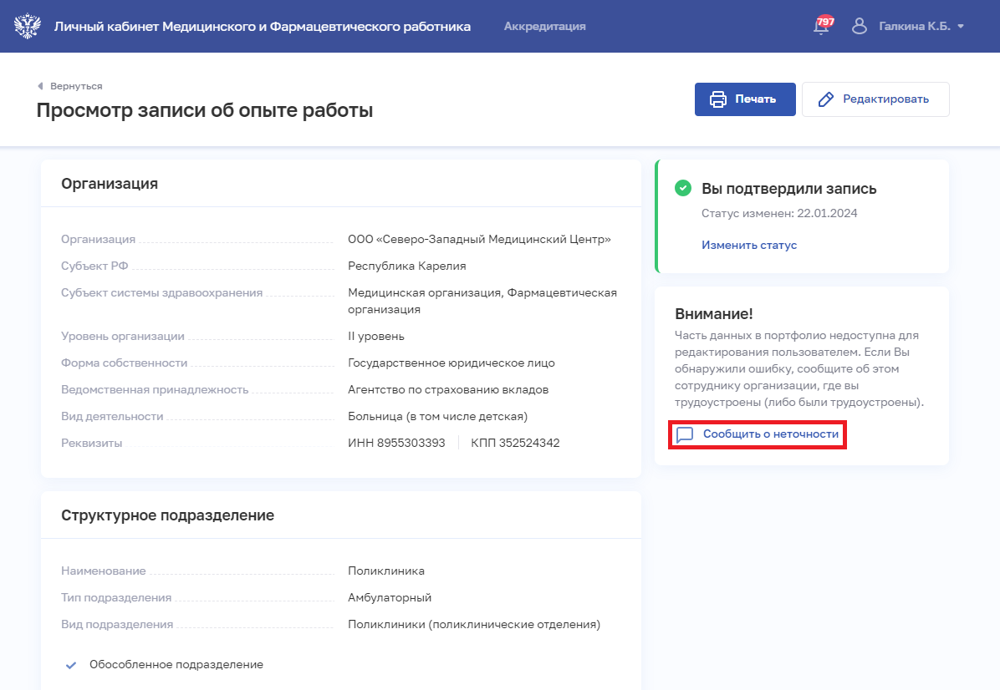 Личный кабинет Медицинского и Фармацевтического работника
Аккредитация
797
Галкина К.Б.
Вернуться
Просмотр записи об опыте работы
Печать
Редактировать
Организация
Организация ООО «Северо-Западный Медицинский Центр»
Субъект РФ Республика Карелия
Субъект системы здравоохранения Медицинская организация, Фармацевтическая
организация
Уровень организации II уровень
Форма собственности Государственное юридическое лицо
Ведомственная принадлежность Агентство по страхованию вкладов
Вид деятельности Больница (в том числе детская)
Реквизиты ИНН 8955303393 КПП 352524342
Структурное подразделение
Наименование Поликлиника
Тип подразделения Амбулаторный
Вид подразделения Поликлиники (поликлинические отделения)
Обособленное подразделение
Вы подтвердили запись
Статус изменен: 22.01.2024
Изменить статус
Внимание!
Часть данных в портфолио недоступна для
редактирования пользователем. Если Вы
обнаружили ошибку, сообщите об этом
сотруднику организации, где вы
трудоустроены (либо были трудоустроены).
Сообщить о неточности